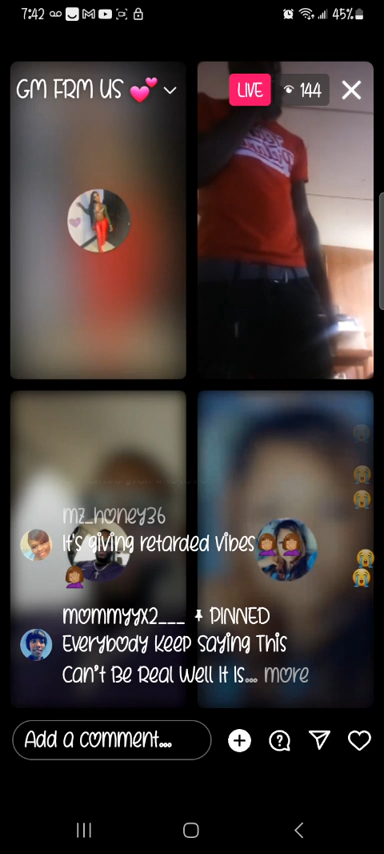 7:42 45%
GM FRM US 💕 LIVE 144
mz_honey36
It's giving retarded vibes🤦🏽‍♀️🤦🏽‍♀️
🤦🏽‍♀️
mommyyx2___ 📌 PINNED
Everybody Keep Saying This
Can't Be Real Well It Is... more
Add a comment...